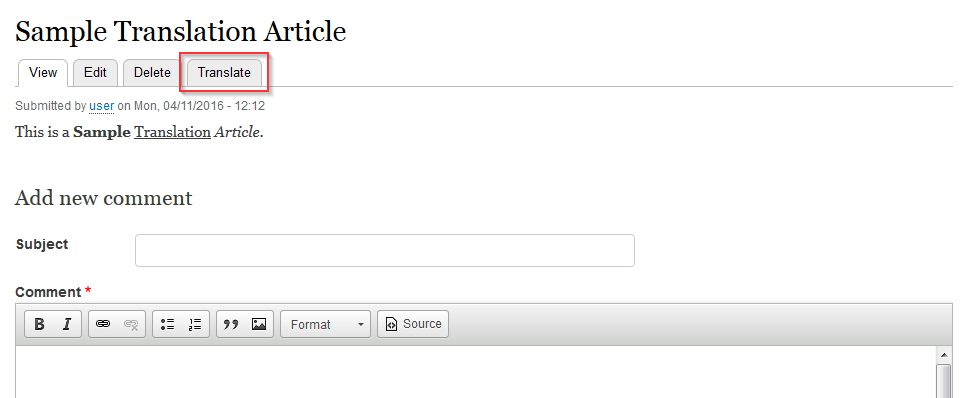 Sample Translation Article
View Edit Delete Translate
Submitted by user on Mon, 04/11/2016 - 12:12
This is a Sample Translation Article.
Add new comment
Subject
Comment *
B I Format Source